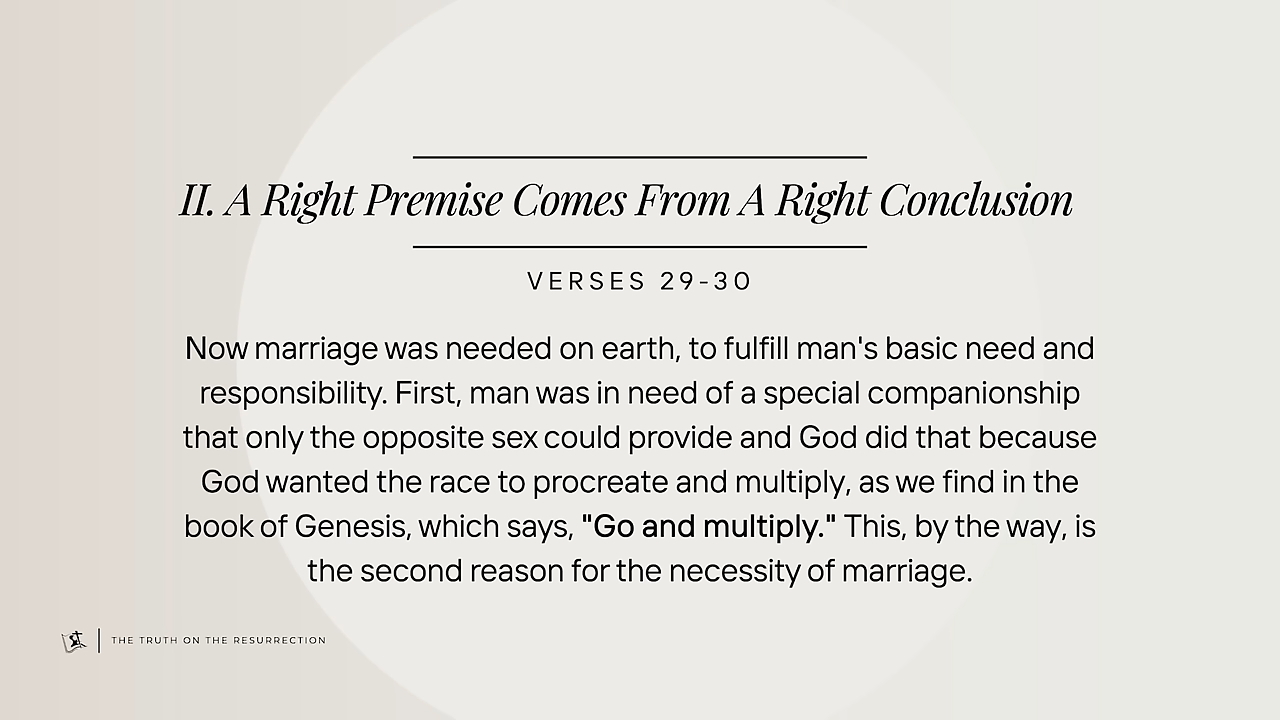 II. A Right Premise Comes From A Right Conclusion
VERSES 29-30
Now marriage was needed on earth, to fulfill man's basic need and
responsibility. First, man was in need of a special companionship
that only the opposite sex could provide and God did that because
God wanted the race to procreate and multiply, as we find in the
book of Genesis, which says, "Go and multiply." This, by the way, is
the second reason for the necessity of marriage.
THE TRUTH ON THE RESURRECTION